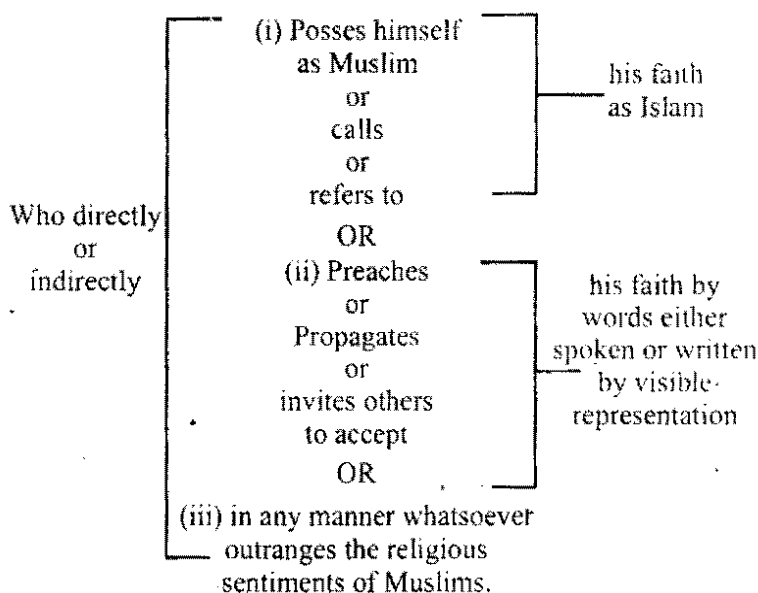 (i) Posses himself
as Muslim
or
calls
or
refers to
his faith
as Islam
Who directly
or
indirectly
OR
(ii) Preaches
or
Propagates
or
invites others
to accept
his faith by
words either
spoken or written
by visible-
representation
OR
(iii) in any manner whatsoever
outranges the religious
sentiments of Muslims.